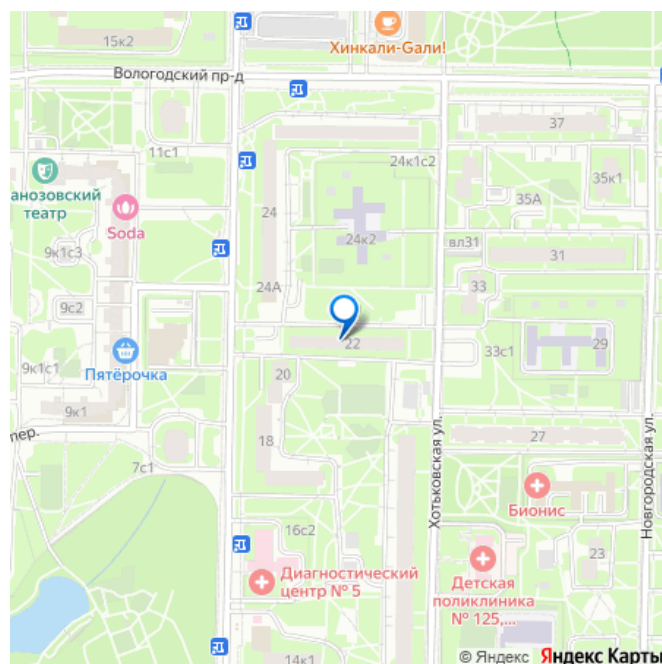 15к2
Хинкали-Gали!
Вологодский пр-д
37
11с1
24к1с2
35к1
анозовский
театр
35А
Soda
24
24к2
вл31
31
9к1с3
24А
33
9с2
22
33с1
29
9к1с1
Пятёрочка
20
9к1
пер.
18
27
Хотьковская ул.
Новгородская ул.
7с1
Бионис
16с2
23
Диагностический
центр № 5
Детская
поликлиника
№ 125,...
14к1
© Яндекс Яндекс Карты